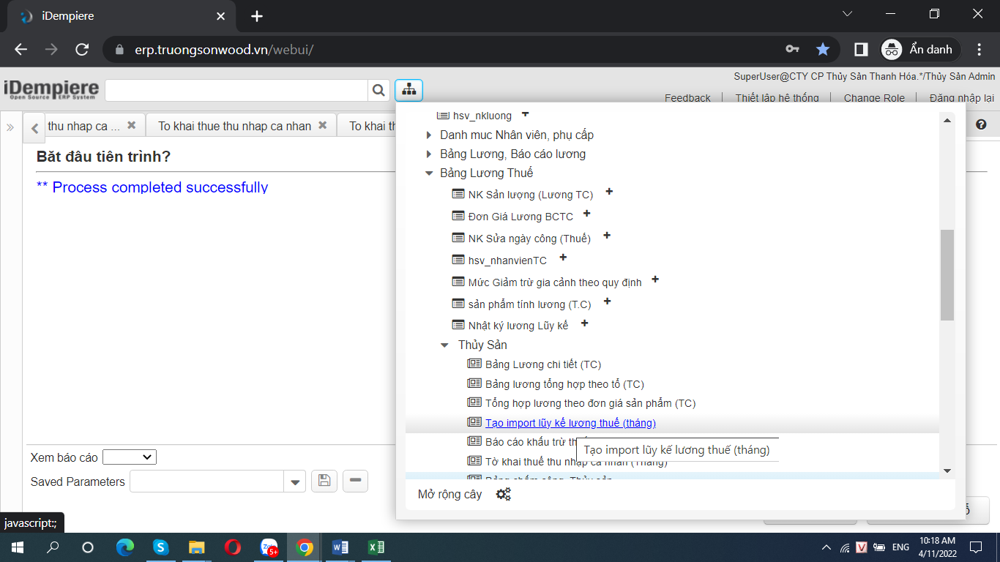 iDempiere
erp.truongsonwood.vn/webui/
Ẩn danh
iDempiere
Open Source ERP System
SuperUser@CTY CP Thủy Sản Thanh Hóa.*/Thủy Sản Admin
Feedback
Thiết lập hệ thống
Change Role
Đăng nhập lại
thu nhap ca ...
To khai thue thu nhap ca nhan
To khai th
Bắt đầu tiến trình?
** Process completed successfully
hsv_nkluong
Danh muc Nhân viên, phụ cấp
Bảng Lương, Báo cáo lương
Bảng Lương Thuế
NK Sản lượng (Lương TC)
Đơn Giá Lương BCTC
NK Sửa ngày công (Thuế)
hsv_nhanvienTC
Mức Giảm trừ gia cảnh theo quy định
sản phẩm tính lương (T.C)
Nhật ký lương Lũy kế
Thủy Sản
Bảng Lương chi tiết (TC)
Bảng lương tổng hợp theo tổ (TC)
Tổng hợp lương theo đơn giá sản phẩm (TC)
Tạo import lũy kế lương thuế (tháng)
Báo cáo khấu trừ thuế
Tạo import lũy kế lương thuế (tháng)
Tờ khai thuế thu nhập cá nhân (Tháng)
Bảng chấm công_Thủy sản
Mở rộng cây
Xem báo cáo
Saved Parameters
javascript:;
5+
ENG
10:18 AM
4/11/2022